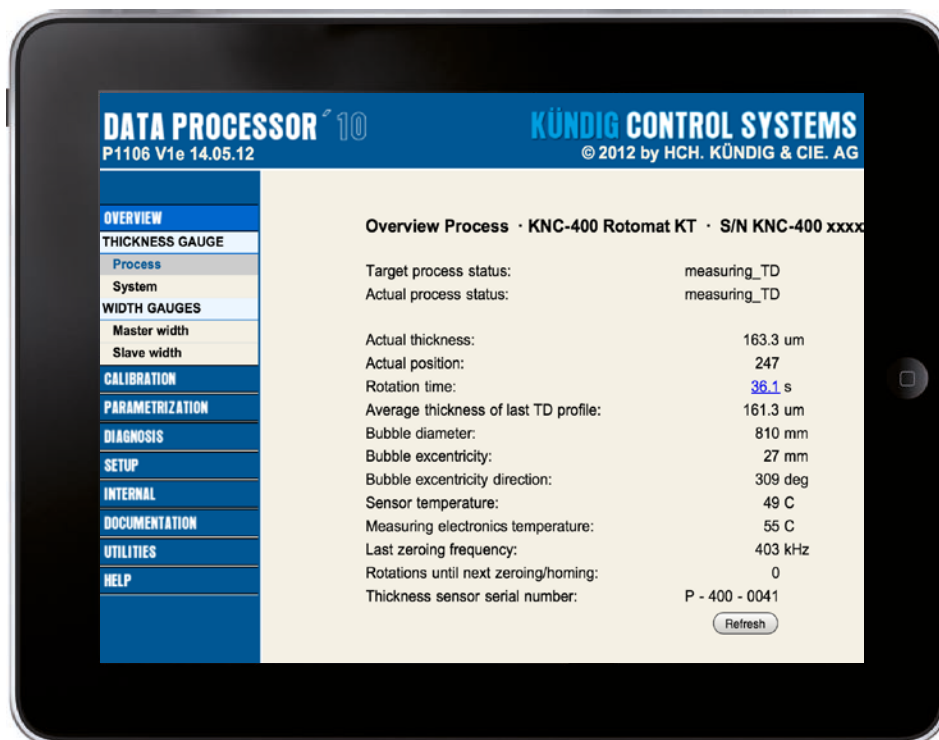 DATA PROCESSOR´10
KÜNDIG CONTROL SYSTEMS
P1106 V1e 14.05.12
© 2012 by HCH. KÜNDIG & CIE. AG
OVERVIEW
THICKNESS GAUGE
Process
System
WIDTH GAUGES
Master width
Slave width
CALIBRATION
PARAMETRIZATION
DIAGNOSIS
SETUP
INTERNAL
DOCUMENTATION
UTILITIES
HELP
Overview Process · KNC-400 Rotomat KT · S/N KNC-400 xxxx
Target process status: measuring_TD
Actual process status: measuring_TD
Actual thickness: 163.3 um
Actual position: 247
Rotation time: 36.1 s
Average thickness of last TD profile: 161.3 um
Bubble diameter: 810 mm
Bubble excentricity: 27 mm
Bubble excentricity direction: 309 deg
Sensor temperature: 49 C
Measuring electronics temperature: 55 C
Last zeroing frequency: 403 kHz
Rotations until next zeroing/homing: 0
Thickness sensor serial number: P - 400 - 0041
Refresh